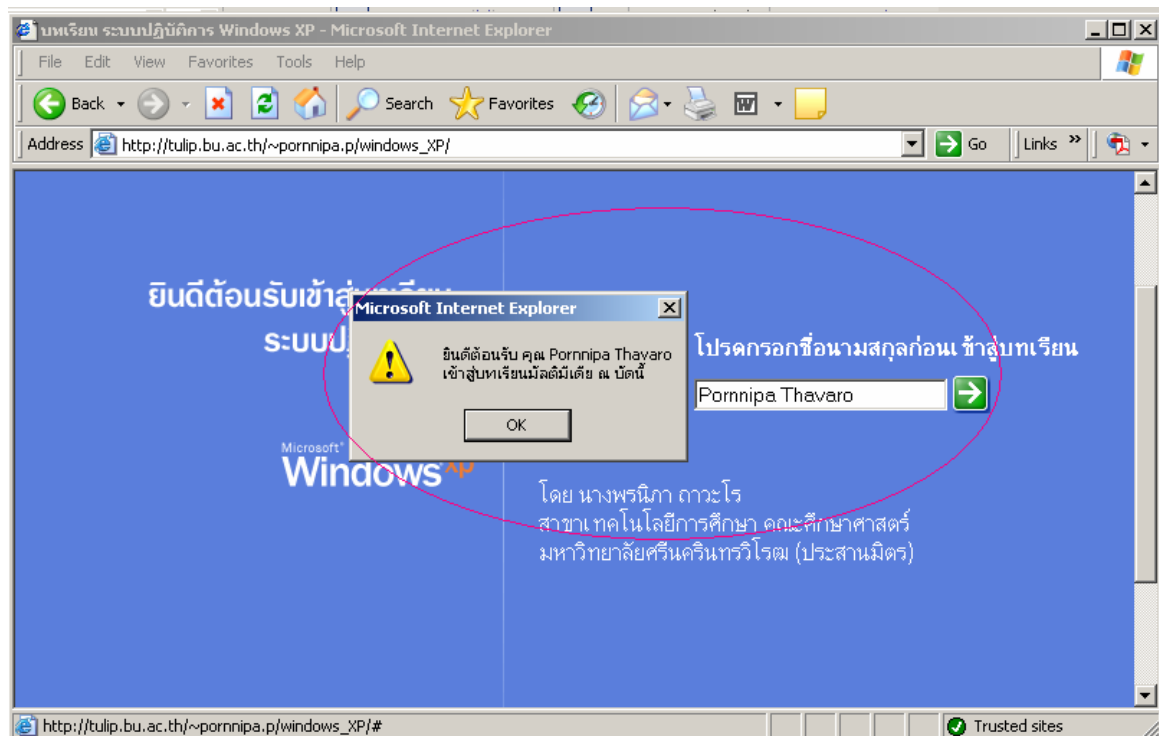 บทเรียน ระบบปฏิบัติการ Windows XP - Microsoft Internet Explorer
File Edit View Favorites Tools Help
Back Search Favorites
Address http://tulip.bu.ac.th/~pornnipa.p/windows_XP/ Go Links »
ยินดีต้อนรับเข้าสู่บทเรียน
ระบบป
Microsoft Internet Explorer
ยินดีต้อนรับ คุณ Pornnipa Thavaro
เข้าสู่บทเรียนมัลติมีเดีย ณ บัดนี้
OK
โปรดกรอกชื่อนามสกุลก่อนเข้าสู่บทเรียน
Pornnipa Thavaro
Microsoft
Windows xp
โดย นางพรนิภา ถาวะโร
สาขาเทคโนโลยีการศึกษา คณะศึกษาศาสตร์
มหาวิทยาลัยศรีนครินทรวิโรฒ (ประสานมิตร)
http://tulip.bu.ac.th/~pornnipa.p/windows_XP/# Trusted sites